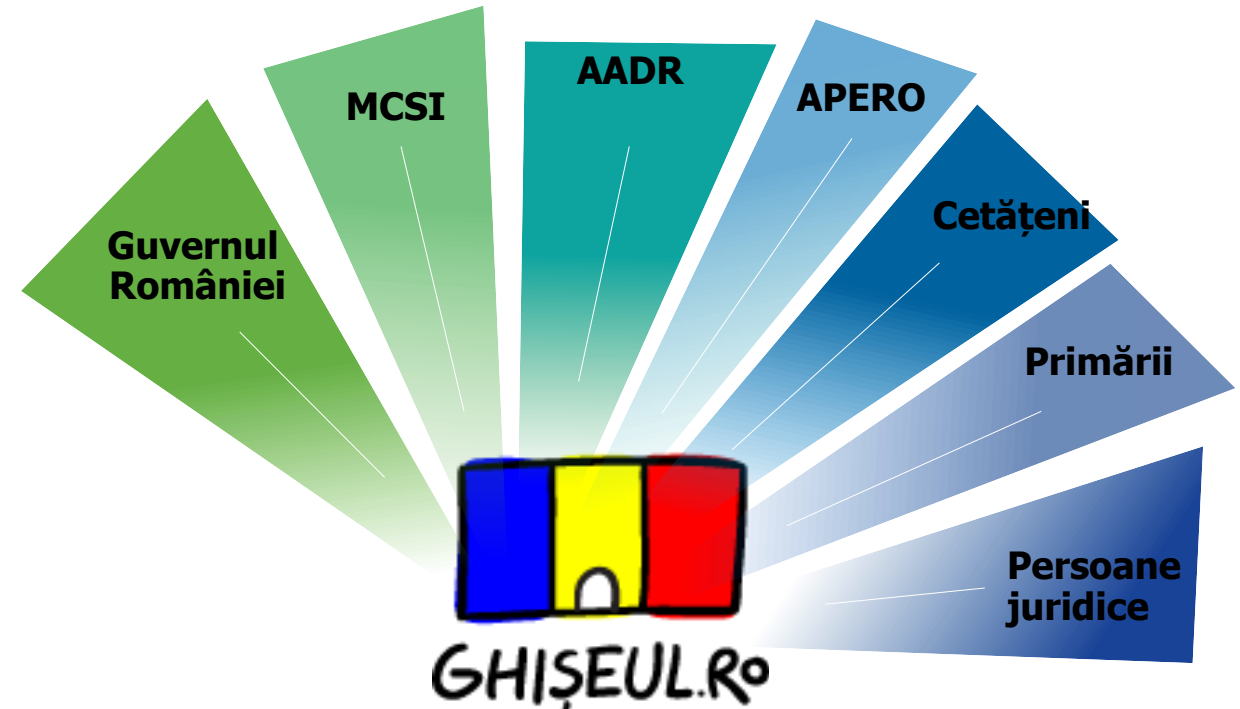 Guvernul
României
MCSI
AADR
APERO
Cetățeni
Primării
Persoane
juridice
GHIȘEUL.RO